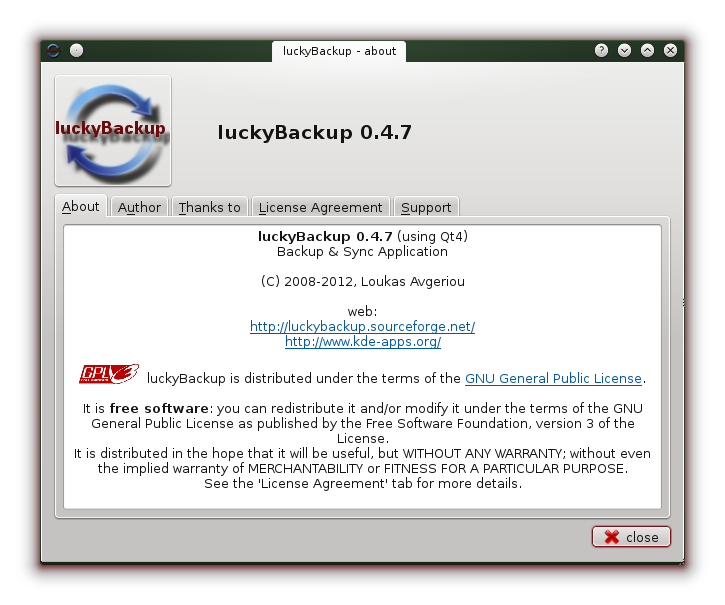 luckyBackup - about
luckyBackup
luckyBackup 0.4.7
About
Author
Thanks to
License Agreement
Support
luckyBackup 0.4.7 (using Qt4)
Backup & Sync Application
(C) 2008-2012, Loukas Avgeriou
web:
http://luckybackup.sourceforge.net/
http://www.kde-apps.org/
GPLv3 luckyBackup is distributed under the terms of the GNU General Public License.
It is free software: you can redistribute it and/or modify it under the terms of the GNU
General Public License as published by the Free Software Foundation, version 3 of the
License.
It is distributed in the hope that it will be useful, but WITHOUT ANY WARRANTY; without even
the implied warranty of MERCHANTABILITY or FITNESS FOR A PARTICULAR PURPOSE.
See the 'License Agreement' tab for more details.
close